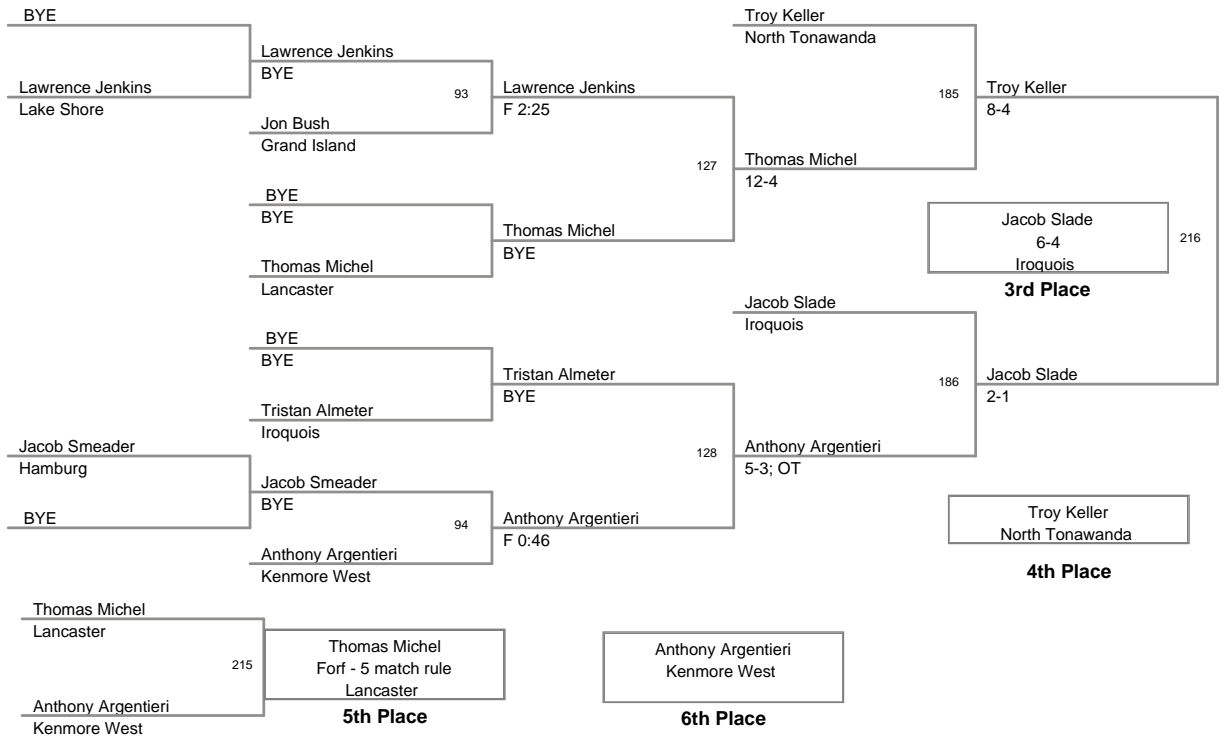 BYE
Lawrence Jenkins
Lake Shore
Lawrence Jenkins
BYE
93
Jon Bush
Grand Island
Lawrence Jenkins
F 2:25
BYE
BYE
Thomas Michel
Lancaster
Thomas Michel
BYE
127
Thomas Michel
12-4
Troy Keller
North Tonawanda
185
Troy Keller
8-4
Jacob Slade
6-4
Iroquois
3rd Place
216
BYE
BYE
Tristan Almeter
Iroquois
Tristan Almeter
BYE
Jacob Smeader
Hamburg
BYE
Jacob Smeader
BYE
94
Anthony Argentieri
Kenmore West
Anthony Argentieri
F 0:46
128
Anthony Argentieri
5-3; OT
Jacob Slade
Iroquois
186
Jacob Slade
2-1
Troy Keller
North Tonawanda
4th Place
Thomas Michel
Lancaster
215
Anthony Argentieri
Kenmore West
Thomas Michel
Forf - 5 match rule
Lancaster
5th Place
Anthony Argentieri
Kenmore West
6th Place